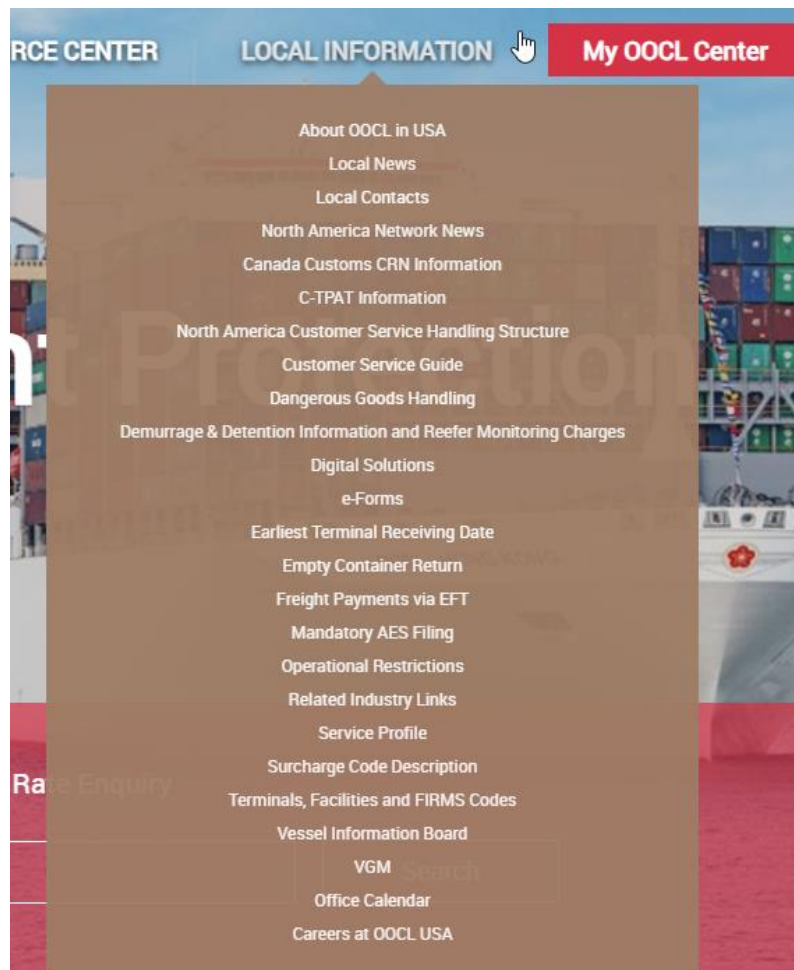 RCE CENTER
LOCAL INFORMATION
My OOCL Center
About OOCL in USA
Local News
Local Contacts
North America Network News
Canada Customs CRN Information
C-TPAT Information
North America Customer Service Handling Structure
Customer Service Guide
Dangerous Goods Handling
Demurrage & Detention Information and Reefer Monitoring Charges
Digital Solutions
e-Forms
Earliest Terminal Receiving Date
Empty Container Return
Freight Payments via EFT
Mandatory AES Filing
Operational Restrictions
Related Industry Links
Service Profile
Surcharge Code Description
Rate Enquiry
Terminals, Facilities and FIRMS Codes
Vessel Information Board
VGM
Search
Office Calendar
Careers at OOCL USA